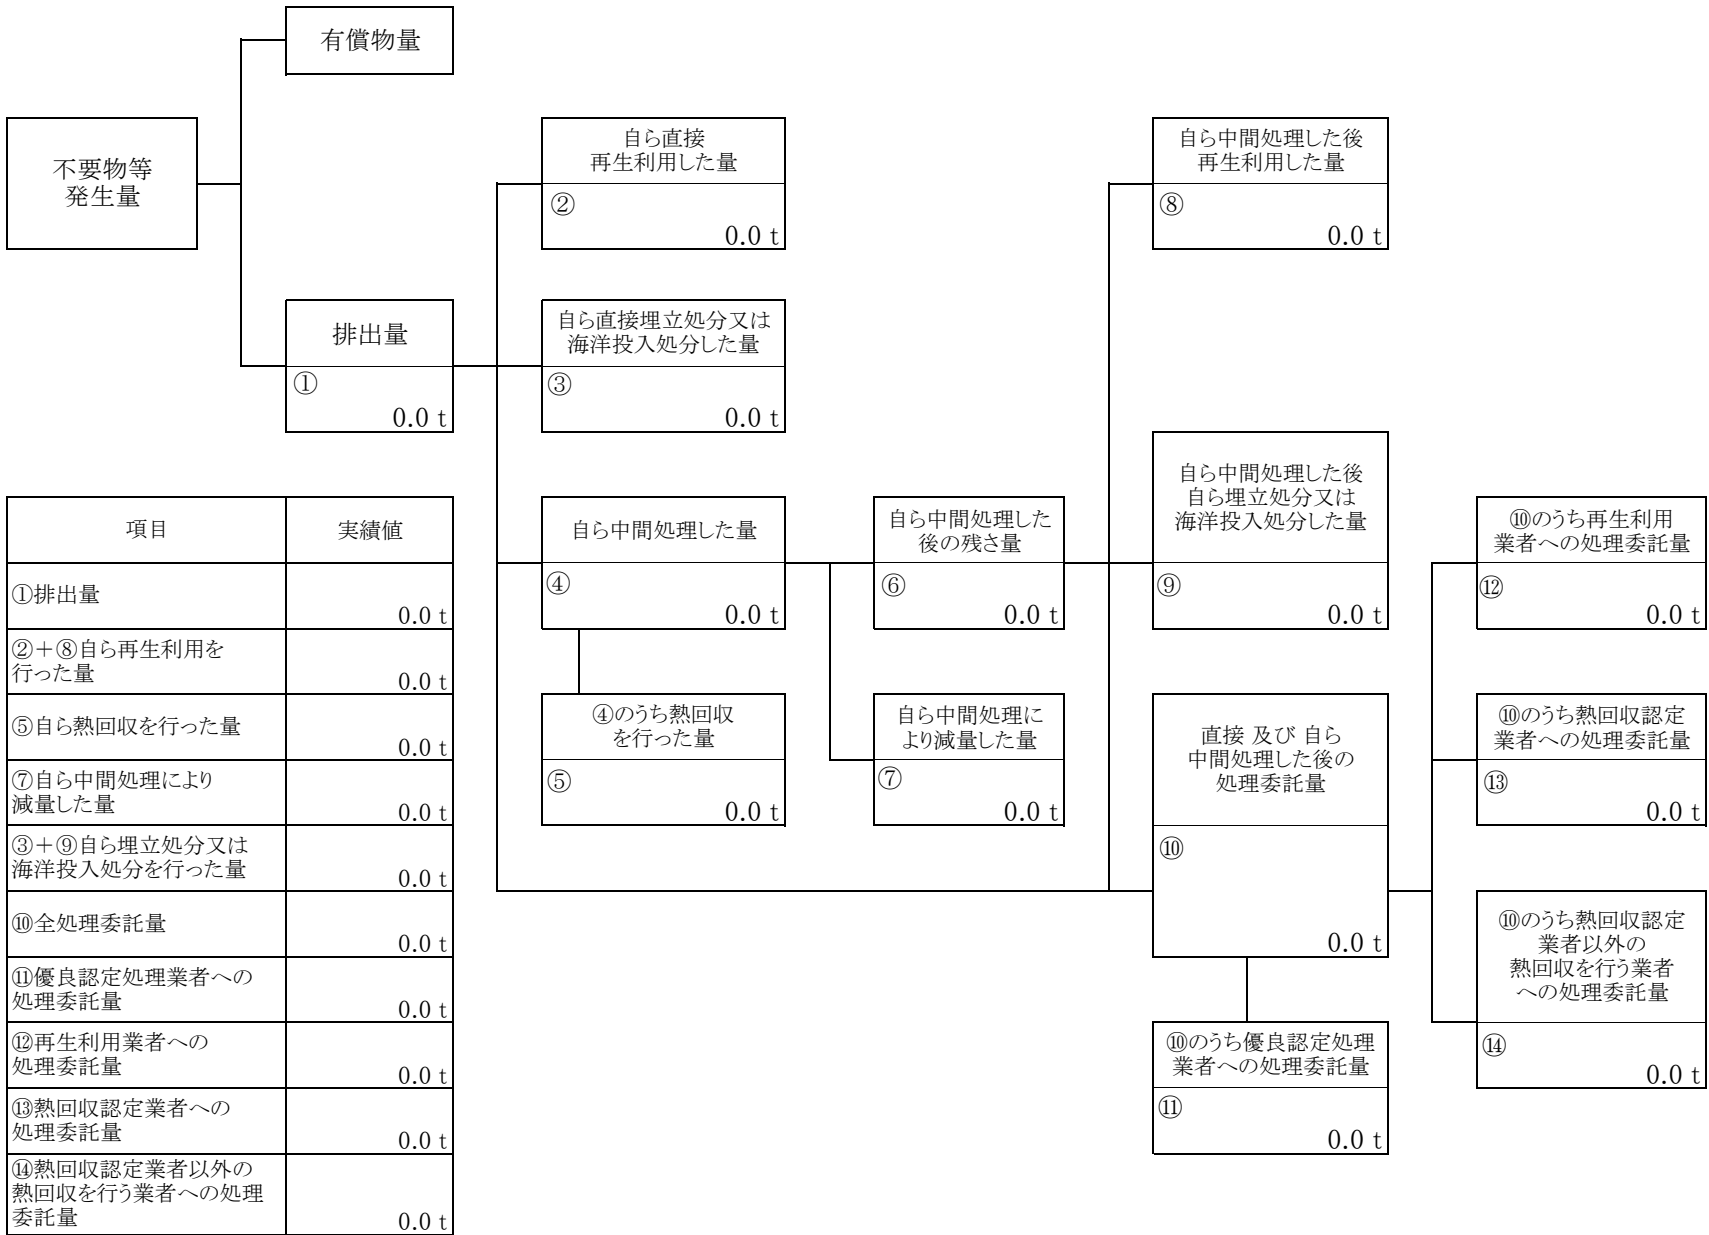 有償物量
不要物等
発生量
自ら直接
再生利用した量
②
0.0 t
自ら中間処理した後
再生利用した量
⑧
0.0 t
排出量
①
0.0 t
自ら直接埋立処分又は
海洋投入処分した量
③
0.0 t
自ら中間処理した量
④
0.0 t
自ら中間処理した
後の残さ量
⑥
0.0 t
自ら中間処理した後
自ら埋立処分又は
海洋投入処分した量
⑨
0.0 t
⑩のうち再生利用
業者への処理委託量
⑫
0.0 t
④のうち熱回収
を行った量
⑤
0.0 t
自ら中間処理に
より減量した量
⑦
0.0 t
直接 及び 自ら
中間処理した後の
処理委託量
⑩
0.0 t
⑩のうち熱回収認定
業者への処理委託量
⑬
0.0 t
⑩のうち熱回収認定
業者以外の
熱回収を行う業者
への処理委託量
⑭
0.0 t
⑩のうち優良認定処理
業者への処理委託量
⑪
0.0 t
項目 実績値
①排出量
0.0 t
②＋⑧自ら再生利用を
行った量
0.0 t
⑤自ら熱回収を行った量
0.0 t
⑦自ら中間処理により
減量した量
0.0 t
③＋⑨自ら埋立処分又は
海洋投入処分を行った量
0.0 t
⑩全処理委託量
0.0 t
⑪優良認定処理業者への
処理委託量
0.0 t
⑫再生利用業者への
処理委託量
0.0 t
⑬熱回収認定業者への
処理委託量
0.0 t
⑭熱回収認定業者以外の
熱回収を行う業者への処理
委託量
0.0 t